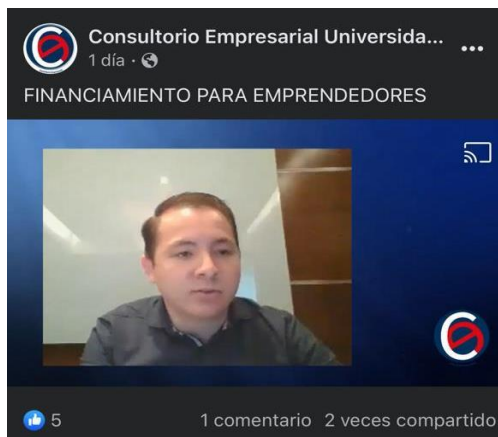 Consultorio Empresarial Universida...
1 día ·
FINANCIAMIENTO PARA EMPRENDEDORES
5 1 comentario 2 veces compartido